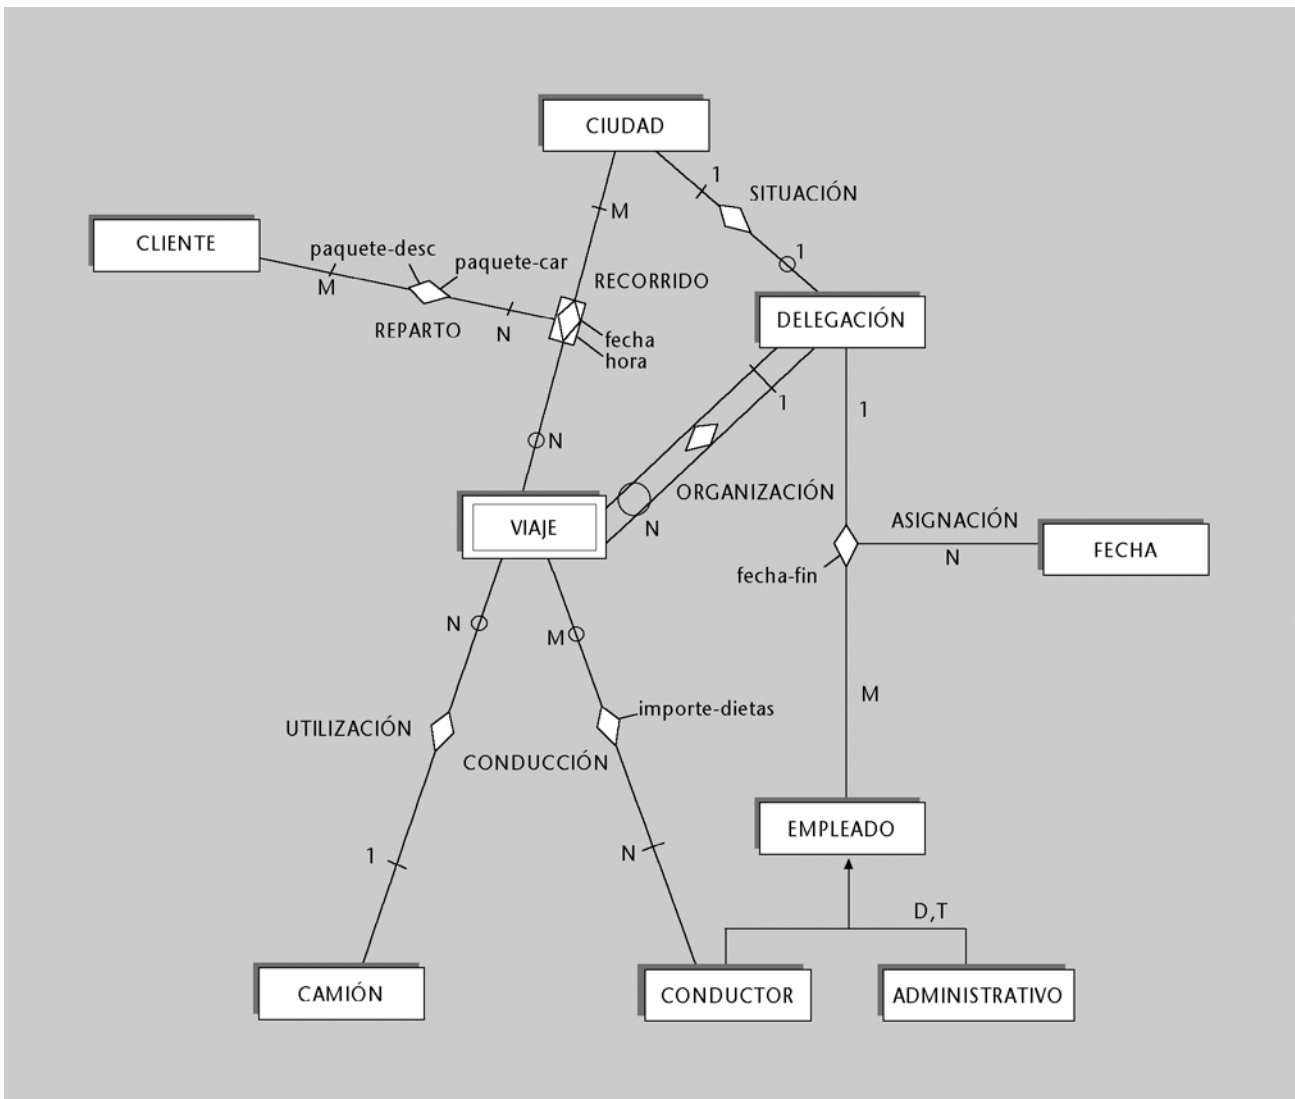 CIUDAD
1
SITUACIÓN
M
CLIENTE
paquete-desc
paquete-car
1
M
RECORRIDO
REPARTO
N
fecha
hora
DELEGACIÓN
1
1
N
ORGANIZACIÓN
N
VIAJE
ASIGNACIÓN
N
FECHA
fecha-fin
N
M
M
importe-dietas
UTILIZACIÓN
CONDUCCIÓN
EMPLEADO
1
N
D,T
CAMIÓN
CONDUCTOR
ADMINISTRATIVO